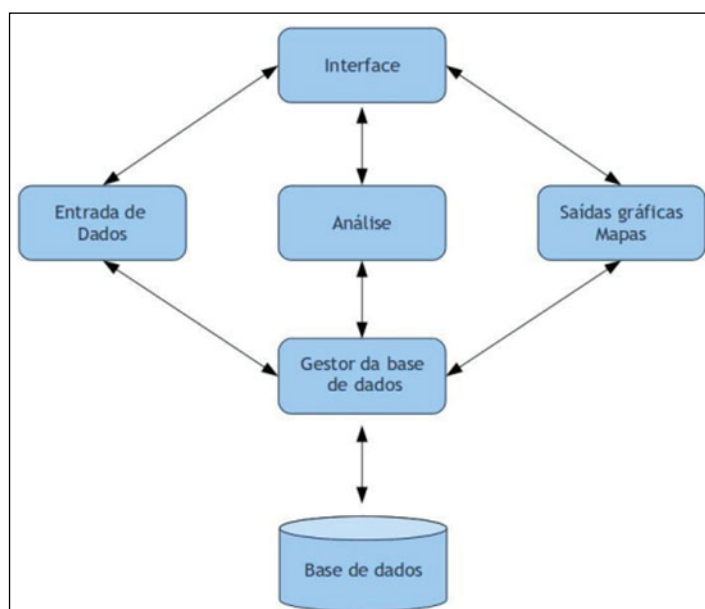 Interface
Entrada de
Dados
Análise
Saídas gráficas
Mapas
Gestor da base
de dados
Base de dados